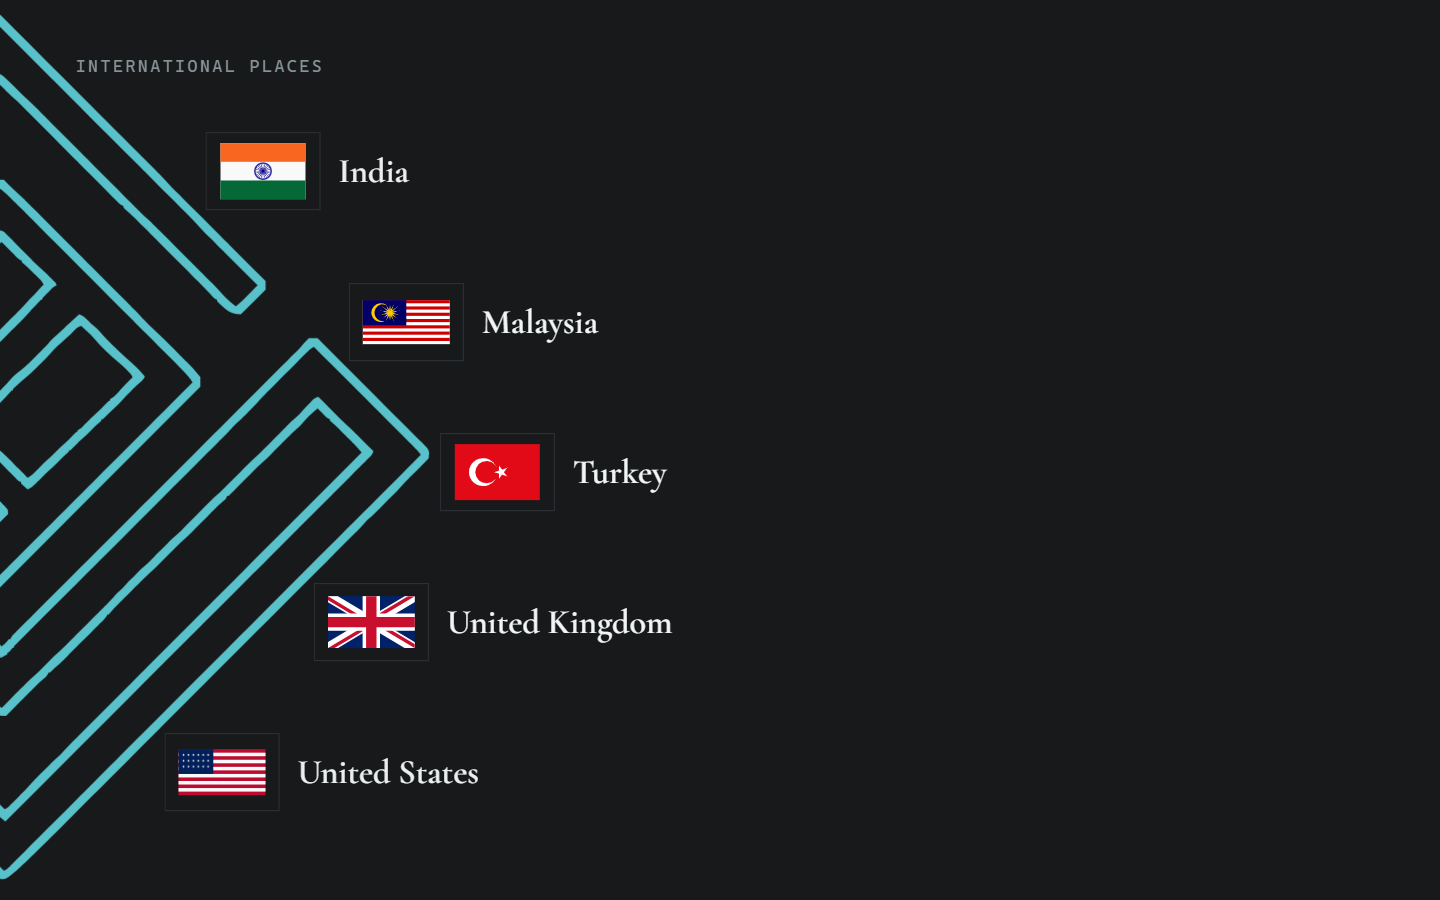 INTERNATIONAL PLACES
India
Malaysia
Turkey
United Kingdom
United States